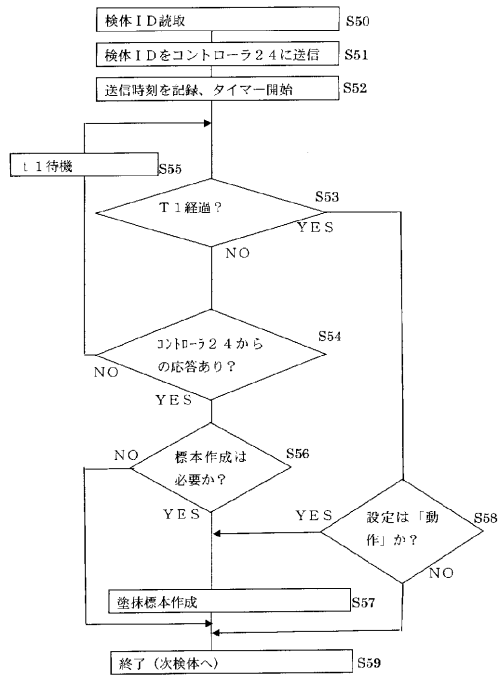 検体ID読取
S50
検体IDをコントローラ24に送信
S51
送信時刻を記録、タイマー開始
S52
t1待機
S55
T1経過?
S53
YES
NO
コントローラ24から
の応答あり?
S54
NO
YES
標本作成は
必要か?
S56
NO
YES
設定は「動
作」か?
S58
YES
NO
塗抹標本作成
S57
終了(次検体へ)
S59